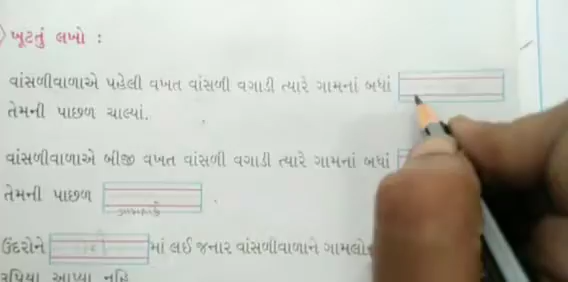 ખૂટતું લખો :
વાંસળીવાળાએ પહેલી વખત વાંસળી વગાડી ત્યારે ગામનાં બધાં
તેમની પાછળ ચાલ્યાં.
વાંસળીવાળાએ બીજી વખત વાંસળી વગાડી ત્યારે ગામનાં બધાં
તેમની પાછળ
ઉંદરોને માં લઈ જનાર વાંસળીવાળાને
રૂપિયા આપ્યા નહિ